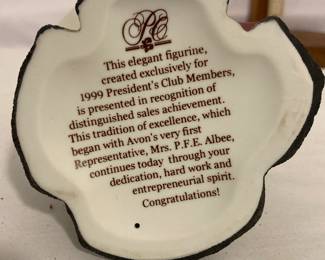 This elegant figurine,
created exclusively for
1999 President's Club Members,
is presented in recognition of
distinguished sales achievement.
This tradition of excellence, which
began with Avon's very first
Representative, Mrs. P.F.E. Albee,
continues today through your
dedication, hard work and
entrepreneurial spirit.
Congratulations!